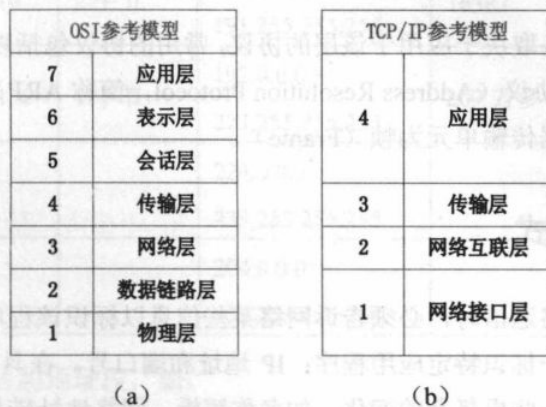 OSI参考模型
7 应用层
6 表示层
5 会话层
4 传输层
3 网络层
2 数据链路层
1 物理层
(a)
TCP/IP参考模型
4 应用层
3 传输层
2 网络互联层
1 网络接口层
(b)